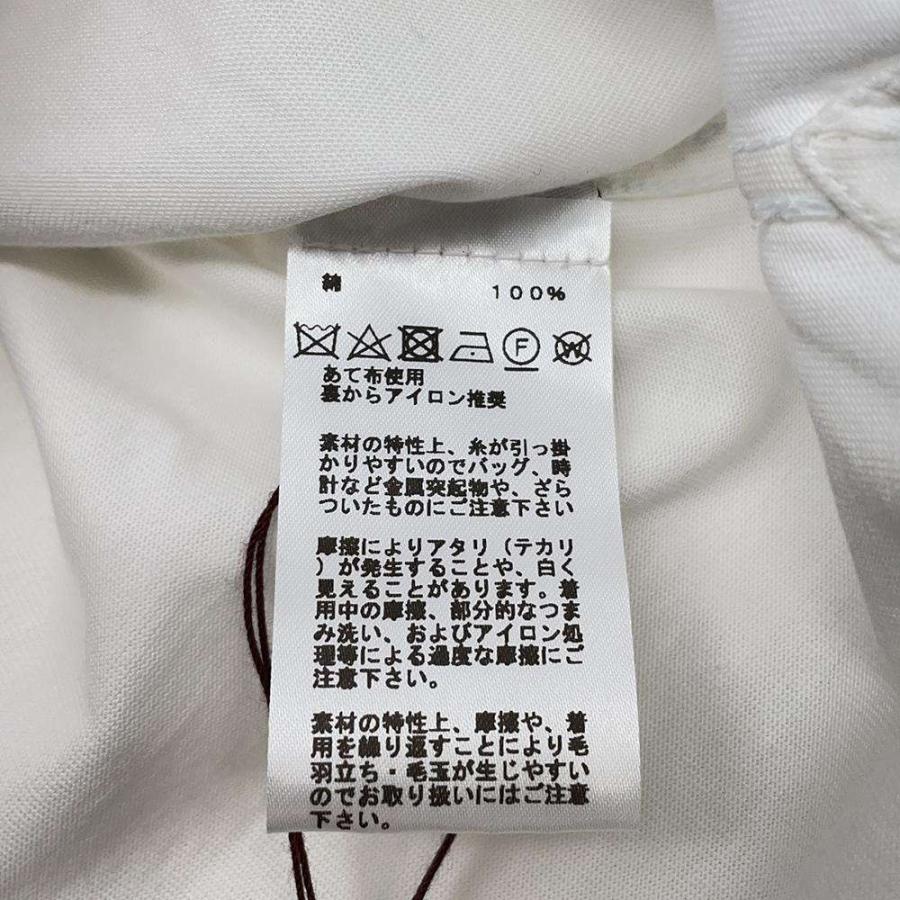 綿 100%
F W
あて布使用
裏からアイロン推奨
素材の特性上、糸が引っ掛
かりやすいのでバッグ、時
計など金属突起物や、ざら
ついたものにご注意下さい
摩擦によりアタリ(テカリ
)が発生することや、白く
見えることがあります。着
用中の摩擦、部分的なつま
み洗い、およびアイロン処
理等による過度な摩擦にご
注意下さい。
素材の特性上、摩擦や、着
用を繰り返すことにより毛
羽立ち・毛玉が生じやすい
のでお取り扱いにはご注意
下さい。